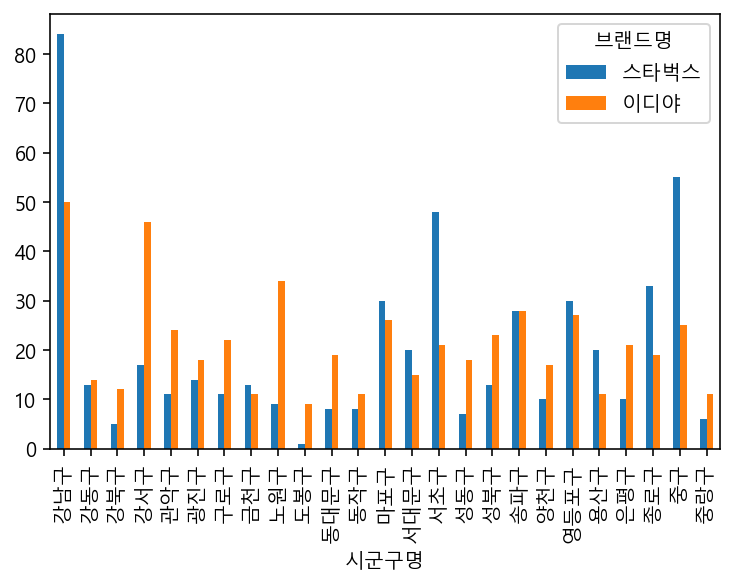 브랜드명
스타벅스
이디야
80
70
60
50
40
30
20
10
0
강남구
강동구
강북구
강서구
관악구
광진구
구로구
금천구
노원구
도봉구
동대문구
동작구
마포구
서대문구
서초구
성동구
성북구
송파구
양천구
영등포구
용산구
은평구
종로구
중구
중랑구
시군구명